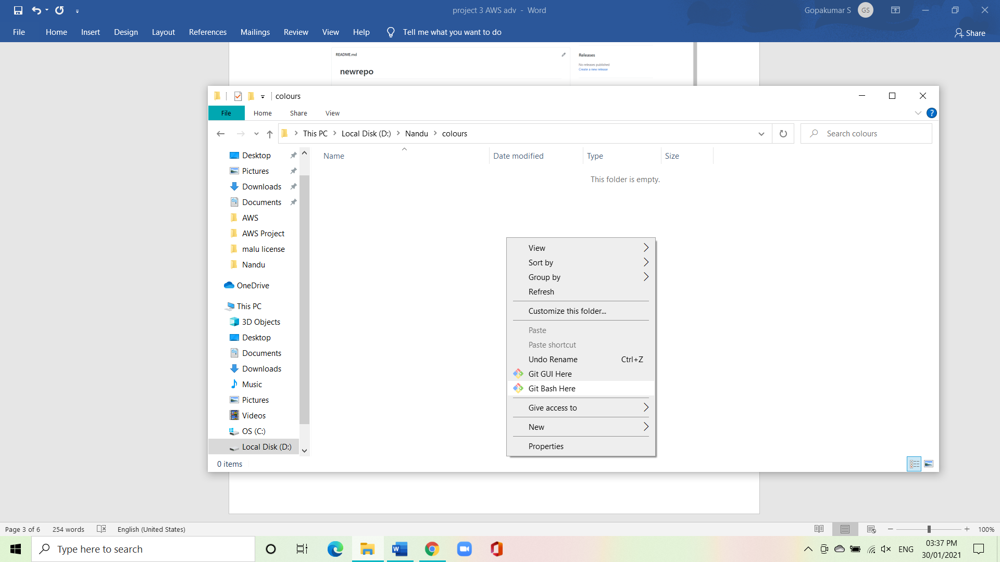 project 3 AWS adv - Word
Gopakumar S
GS
File Home Insert Design Layout References Mailings Review View Help Tell me what you want to do
Share
README.md
newrepo
Releases
No releases published
Create a new release
colours
File Home Share View
?
This PC Local Disk (D:) Nandu colours
Search colours
Name Date modified Type Size
This folder is empty.
Desktop
Pictures
Downloads
Documents
AWS
AWS Project
malu license
Nandu
OneDrive
This PC
3D Objects
Desktop
Documents
Downloads
Music
Pictures
Videos
OS (C:)
Local Disk (D:)
0 items
View
Sort by
Group by
Refresh
Customize this folder...
Paste
Paste shortcut
Undo Rename Ctrl+Z
Git GUI Here
Git Bash Here
Give access to
New
Properties
Page 3 of 6 254 words English (United States)
100%
Type here to search
ENG
03:37 PM
30/01/2021